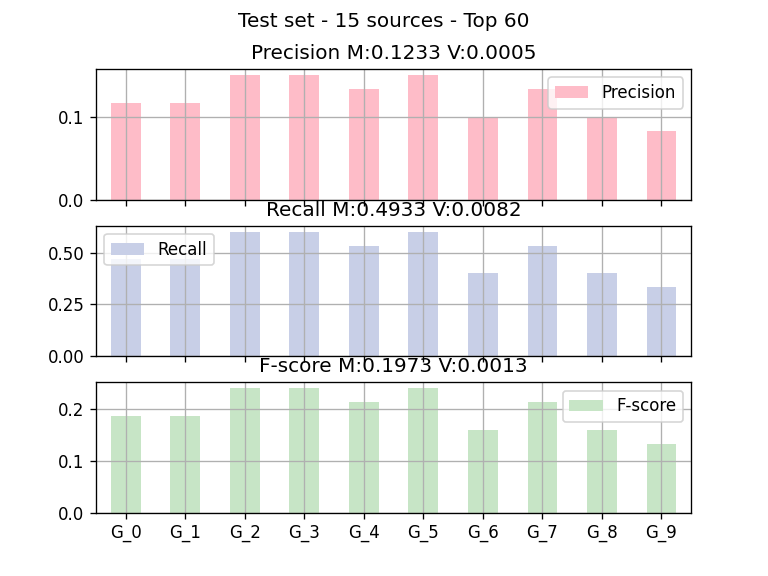 Test set - 15 sources - Top 60
Precision M:0.1233 V:0.0005
Precision
0.1
0.0
Recall M:0.4933 V:0.0082
Recall
0.50
0.25
0.00
F-score M:0.1973 V:0.0013
F-score
0.2
0.1
0.0
G_0 G_1 G_2 G_3 G_4 G_5 G_6 G_7 G_8 G_9